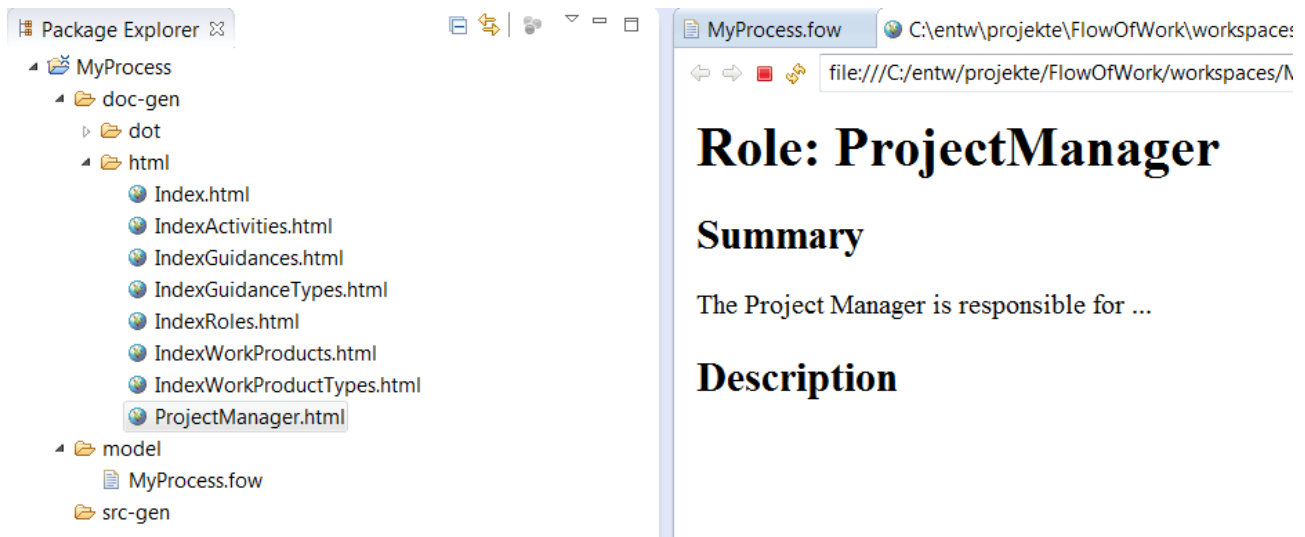 Package Explorer
MyProcess
doc-gen
dot
html
Index.html
IndexActivities.html
IndexGuidances.html
IndexGuidanceTypes.html
IndexRoles.html
IndexWorkProducts.html
IndexWorkProductTypes.html
ProjectManager.html
model
MyProcess.fow
src-gen
MyProcess.fow
C:\entw\projekte\FlowOfWork\workspaces
file:///C:/entw/projekte/FlowOfWork/workspaces/M
Role: ProjectManager
Summary
The Project Manager is responsible for ...
Description